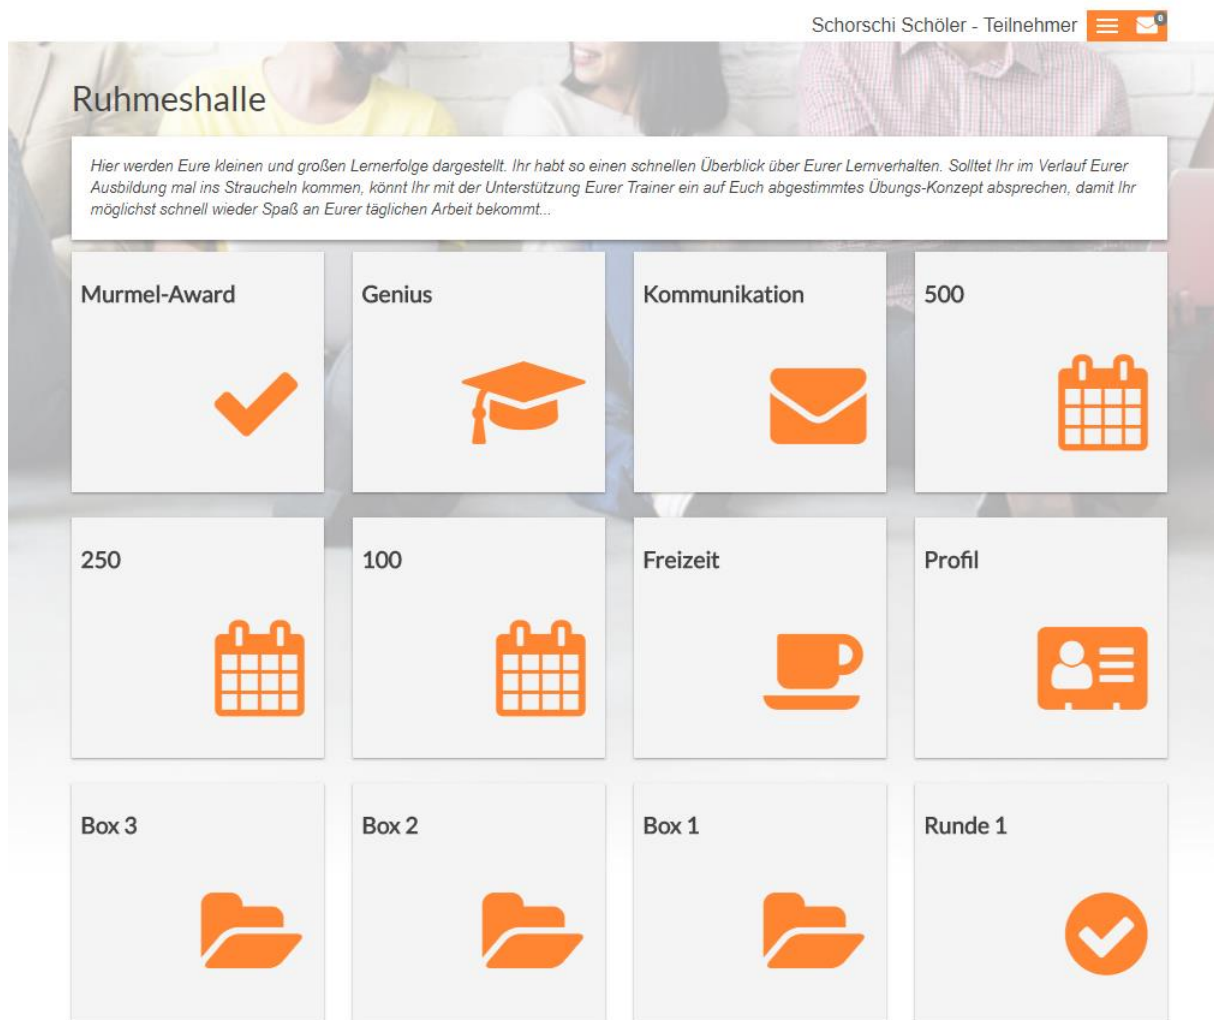 Schorschi Schöler - Teilnehmer
0
Ruhmeshalle
Hier werden Eure kleinen und großen Lernerfolge dargestellt. Ihr habt so einen schnellen Überblick über Eurer Lernverhalten. Solltet Ihr im Verlauf Eurer
Ausbildung mal ins Straucheln kommen, könnt Ihr mit der Unterstützung Eurer Trainer ein auf Euch abgestimmtes Übungs-Konzept absprechen, damit Ihr
möglichst schnell wieder Spaß an Eurer täglichen Arbeit bekommt...
Murmel-Award
Genius
Kommunikation
500
250
100
Freizeit
Profil
Box 3
Box 2
Box 1
Runde 1